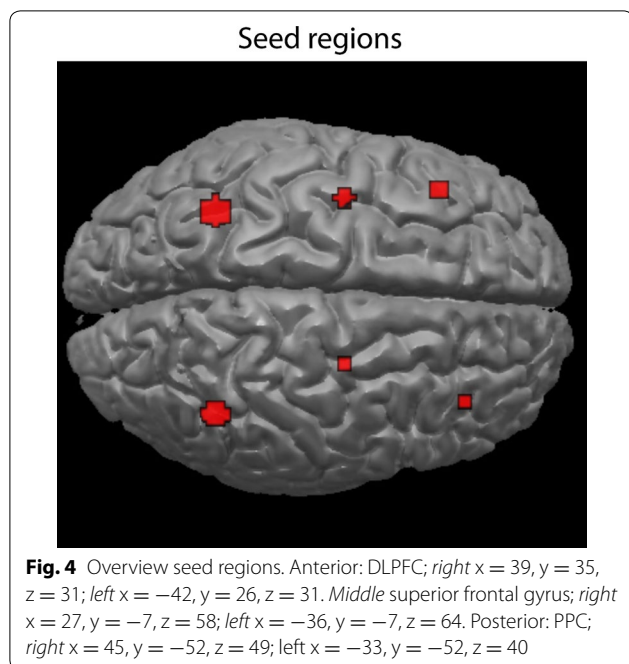 Seed regions
Fig. 4 Overview seed regions. Anterior: DLPFC; right x = 39, y = 35,
z = 31; left x = −42, y = 26, z = 31. Middle superior frontal gyrus; right
x = 27, y = −7, z = 58; left x = −36, y = −7, z = 64. Posterior: PPC;
right x = 45, y = −52, z = 49; left x = −33, y = −52, z = 40